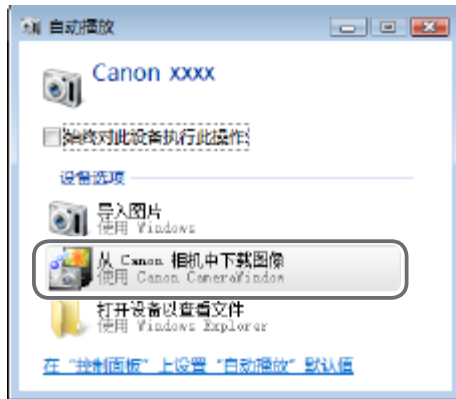 自动播放
Canon xxxx
始终对此设备执行此操作:
设备选项
导入图片
使用 Windows
从 Canon 相机中下载图像
使用 Canon CameraWindow
打开设备以查看文件
使用 Windows Explorer
在 "控制面板" 上设置 "自动播放" 默认值